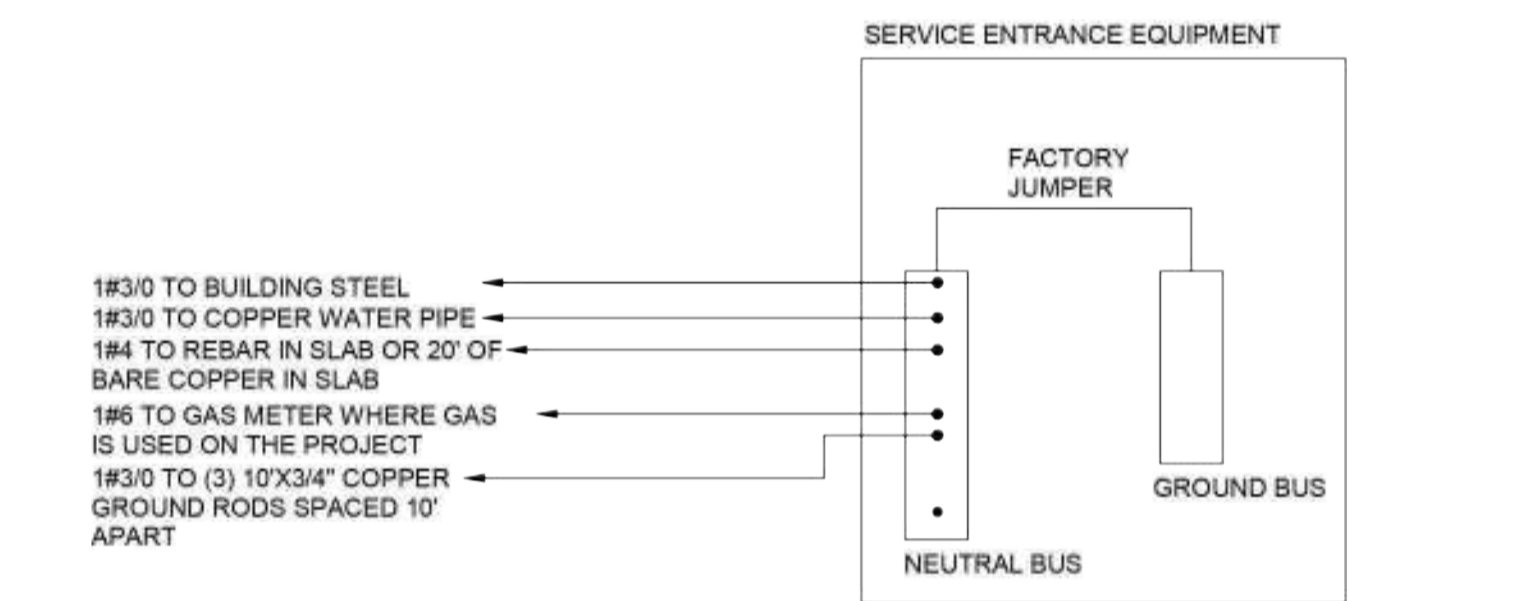 SERVICE ENTRANCE EQUIPMENT
FACTORY
JUMPER
1#3/0 TO BUILDING STEEL
1#3/0 TO COPPER WATER PIPE
1#4 TO REBAR IN SLAB OR 20' OF
BARE COPPER IN SLAB
1#6 TO GAS METER WHERE GAS
IS USED ON THE PROJECT
1#3/0 TO (3) 10'X3/4" COPPER
GROUND RODS SPACED 10'
APART
GROUND BUS
NEUTRAL BUS